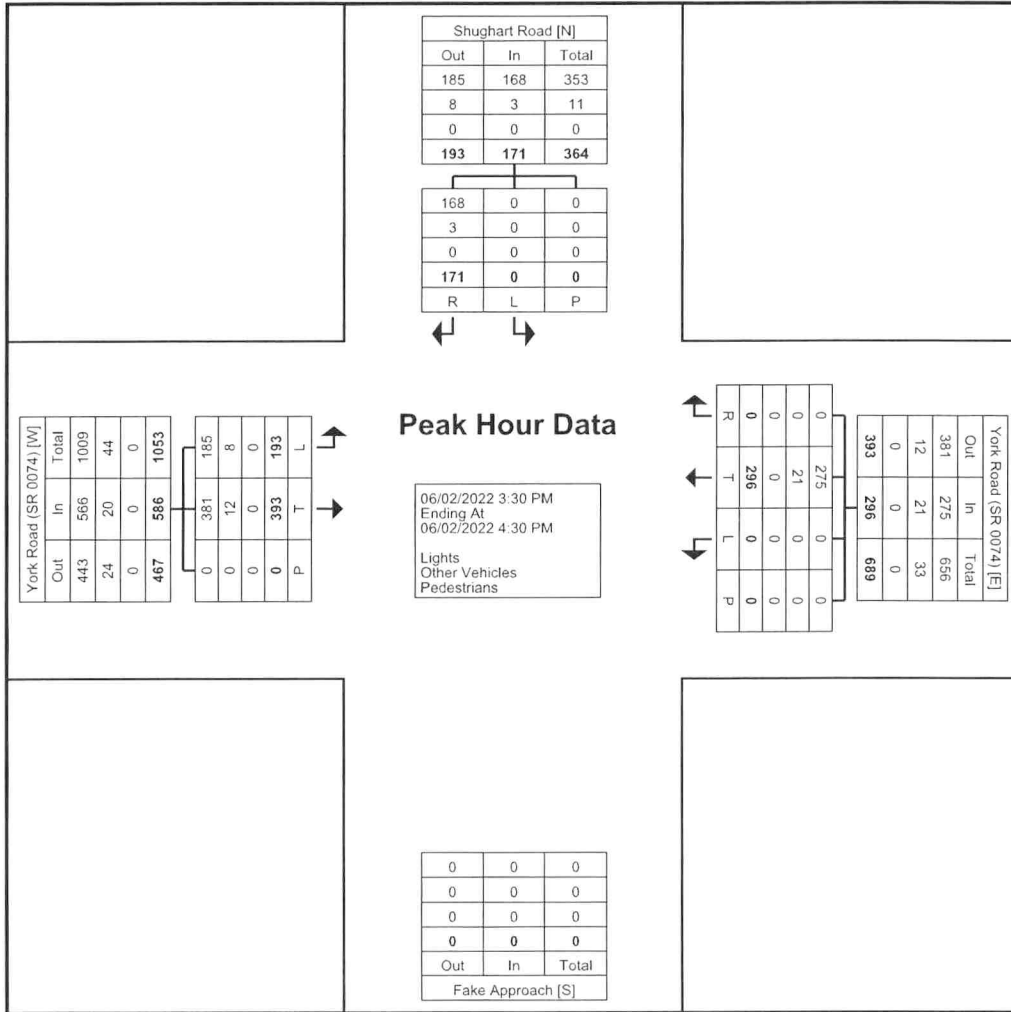 Shughart Road [N]
Out In Total
185 168 353
8 3 11
0 0 0
193 171 364
168 0 0
3 0 0
0 0 0
171 0 0
R L P
York Road (SR 0074) [W]
Total In Out
1009 566 443
44 20 24
0 0 0
1053 586 467
185 381 0
8 12 0
0 0 0
193 393 0
L T P
Peak Hour Data
06/02/2022 3:30 PM
Ending At
06/02/2022 4:30 PM
Lights
Other Vehicles
Pedestrians
R T L P
0 296 0 0
0 0 0 0
0 21 0 0
0 275 0 0
York Road (SR 0074) [E]
Out In Total
381 275 656
12 21 33
0 0 0
393 296 689
0 0 0
0 0 0
0 0 0
0 0 0
Out In Total
Fake Approach [S]